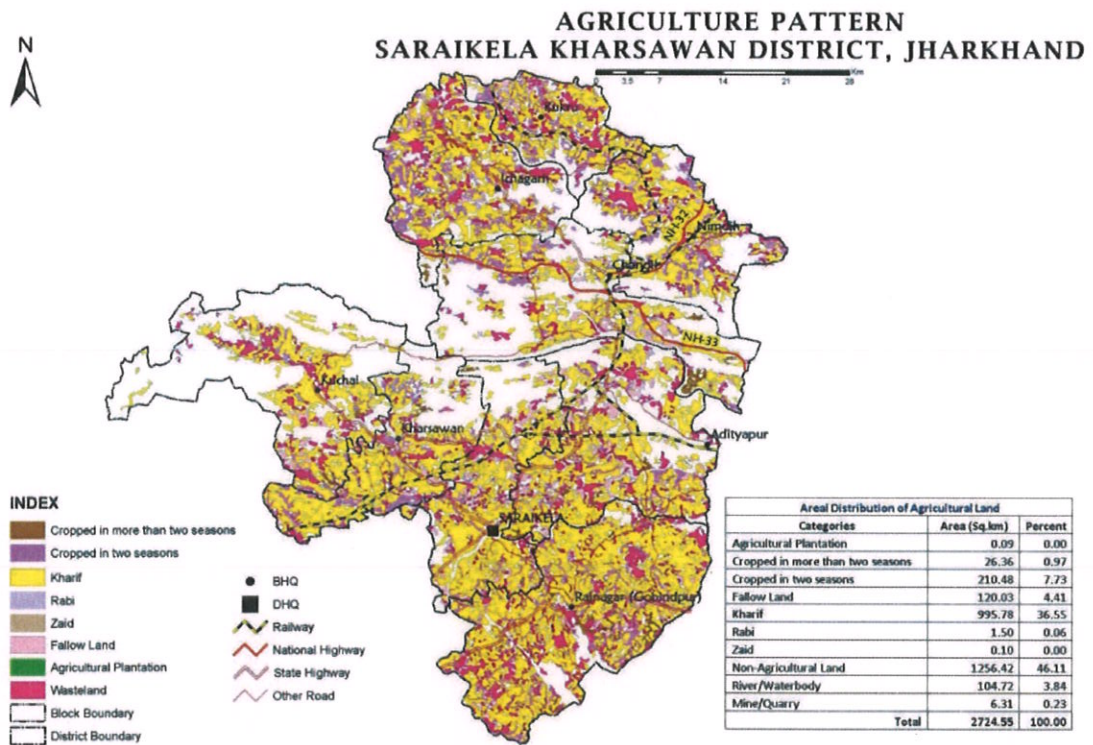 AGRICULTURE PATTERN
SARAIKELA KHARSAWAN DISTRICT, JHARKHAND
N
0 3.5 7 14 21 28 Km
Kukru
Ichagarh
NH-32
Nimdih
Chandil
NH-33
Kuchai
Kharsawan
Adityapur
SARAIKELA
Rajnagar (Gobindpur)
INDEX
Cropped in more than two seasons
Cropped in two seasons
Kharif
Rabi
Zaid
Fallow Land
Agricultural Plantation
Wasteland
Block Boundary
District Boundary
BHQ
DHQ
Railway
National Highway
State Highway
Other Road
Areal Distribution of Agricultural Land
Categories Area (Sq.km) Percent
Agricultural Plantation 0.09 0.00
Cropped in more than two seasons 26.36 0.97
Cropped in two seasons 210.48 7.73
Fallow Land 120.03 4.41
Kharif 995.78 36.55
Rabi 1.50 0.06
Zaid 0.10 0.00
Non-Agricultural Land 1256.42 46.11
River/Waterbody 104.72 3.84
Mine/Quarry 6.31 0.23
Total 2724.55 100.00